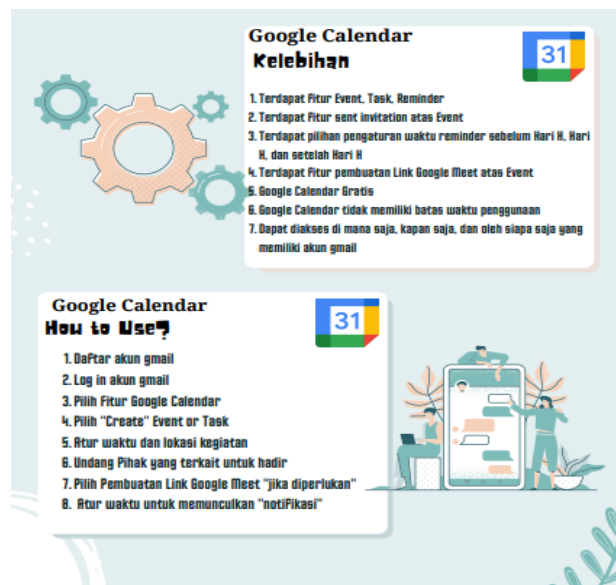 Google Calendar
Kelebihan
31
1. Terdapat Fitur Event, Task, Reminder
2. Terdapat Fitur sent invitation atas Event
3. Terdapat pilihan pengaturan waktu reminder sebelum Hari H, Hari
H, dan setelah Hari H
4. Terdapat Fitur pembuatan Link Google Meet atas Event
5. Google Calendar Gratis
6. Google Calendar tidak memiliki batas waktu penggunaan
7. Dapat diakses di mana saja, kapan saja, dan oleh siapa saja yang
memiliki akun gmail
Google Calendar
How to Use?
31
1. Daftar akun gmail
2. Log in akun gmail
3. Pilih Fitur Google Calendar
4. Pilih "Create" Event or Task
5. Atur waktu dan lokasi kegiatan
6. Undang Pihak yang terkait untuk hadir
7. Pilih Pembuatan Link Google Meet "jika diperlukan"
8. Atur waktu untuk memunculkan "notifikasi"